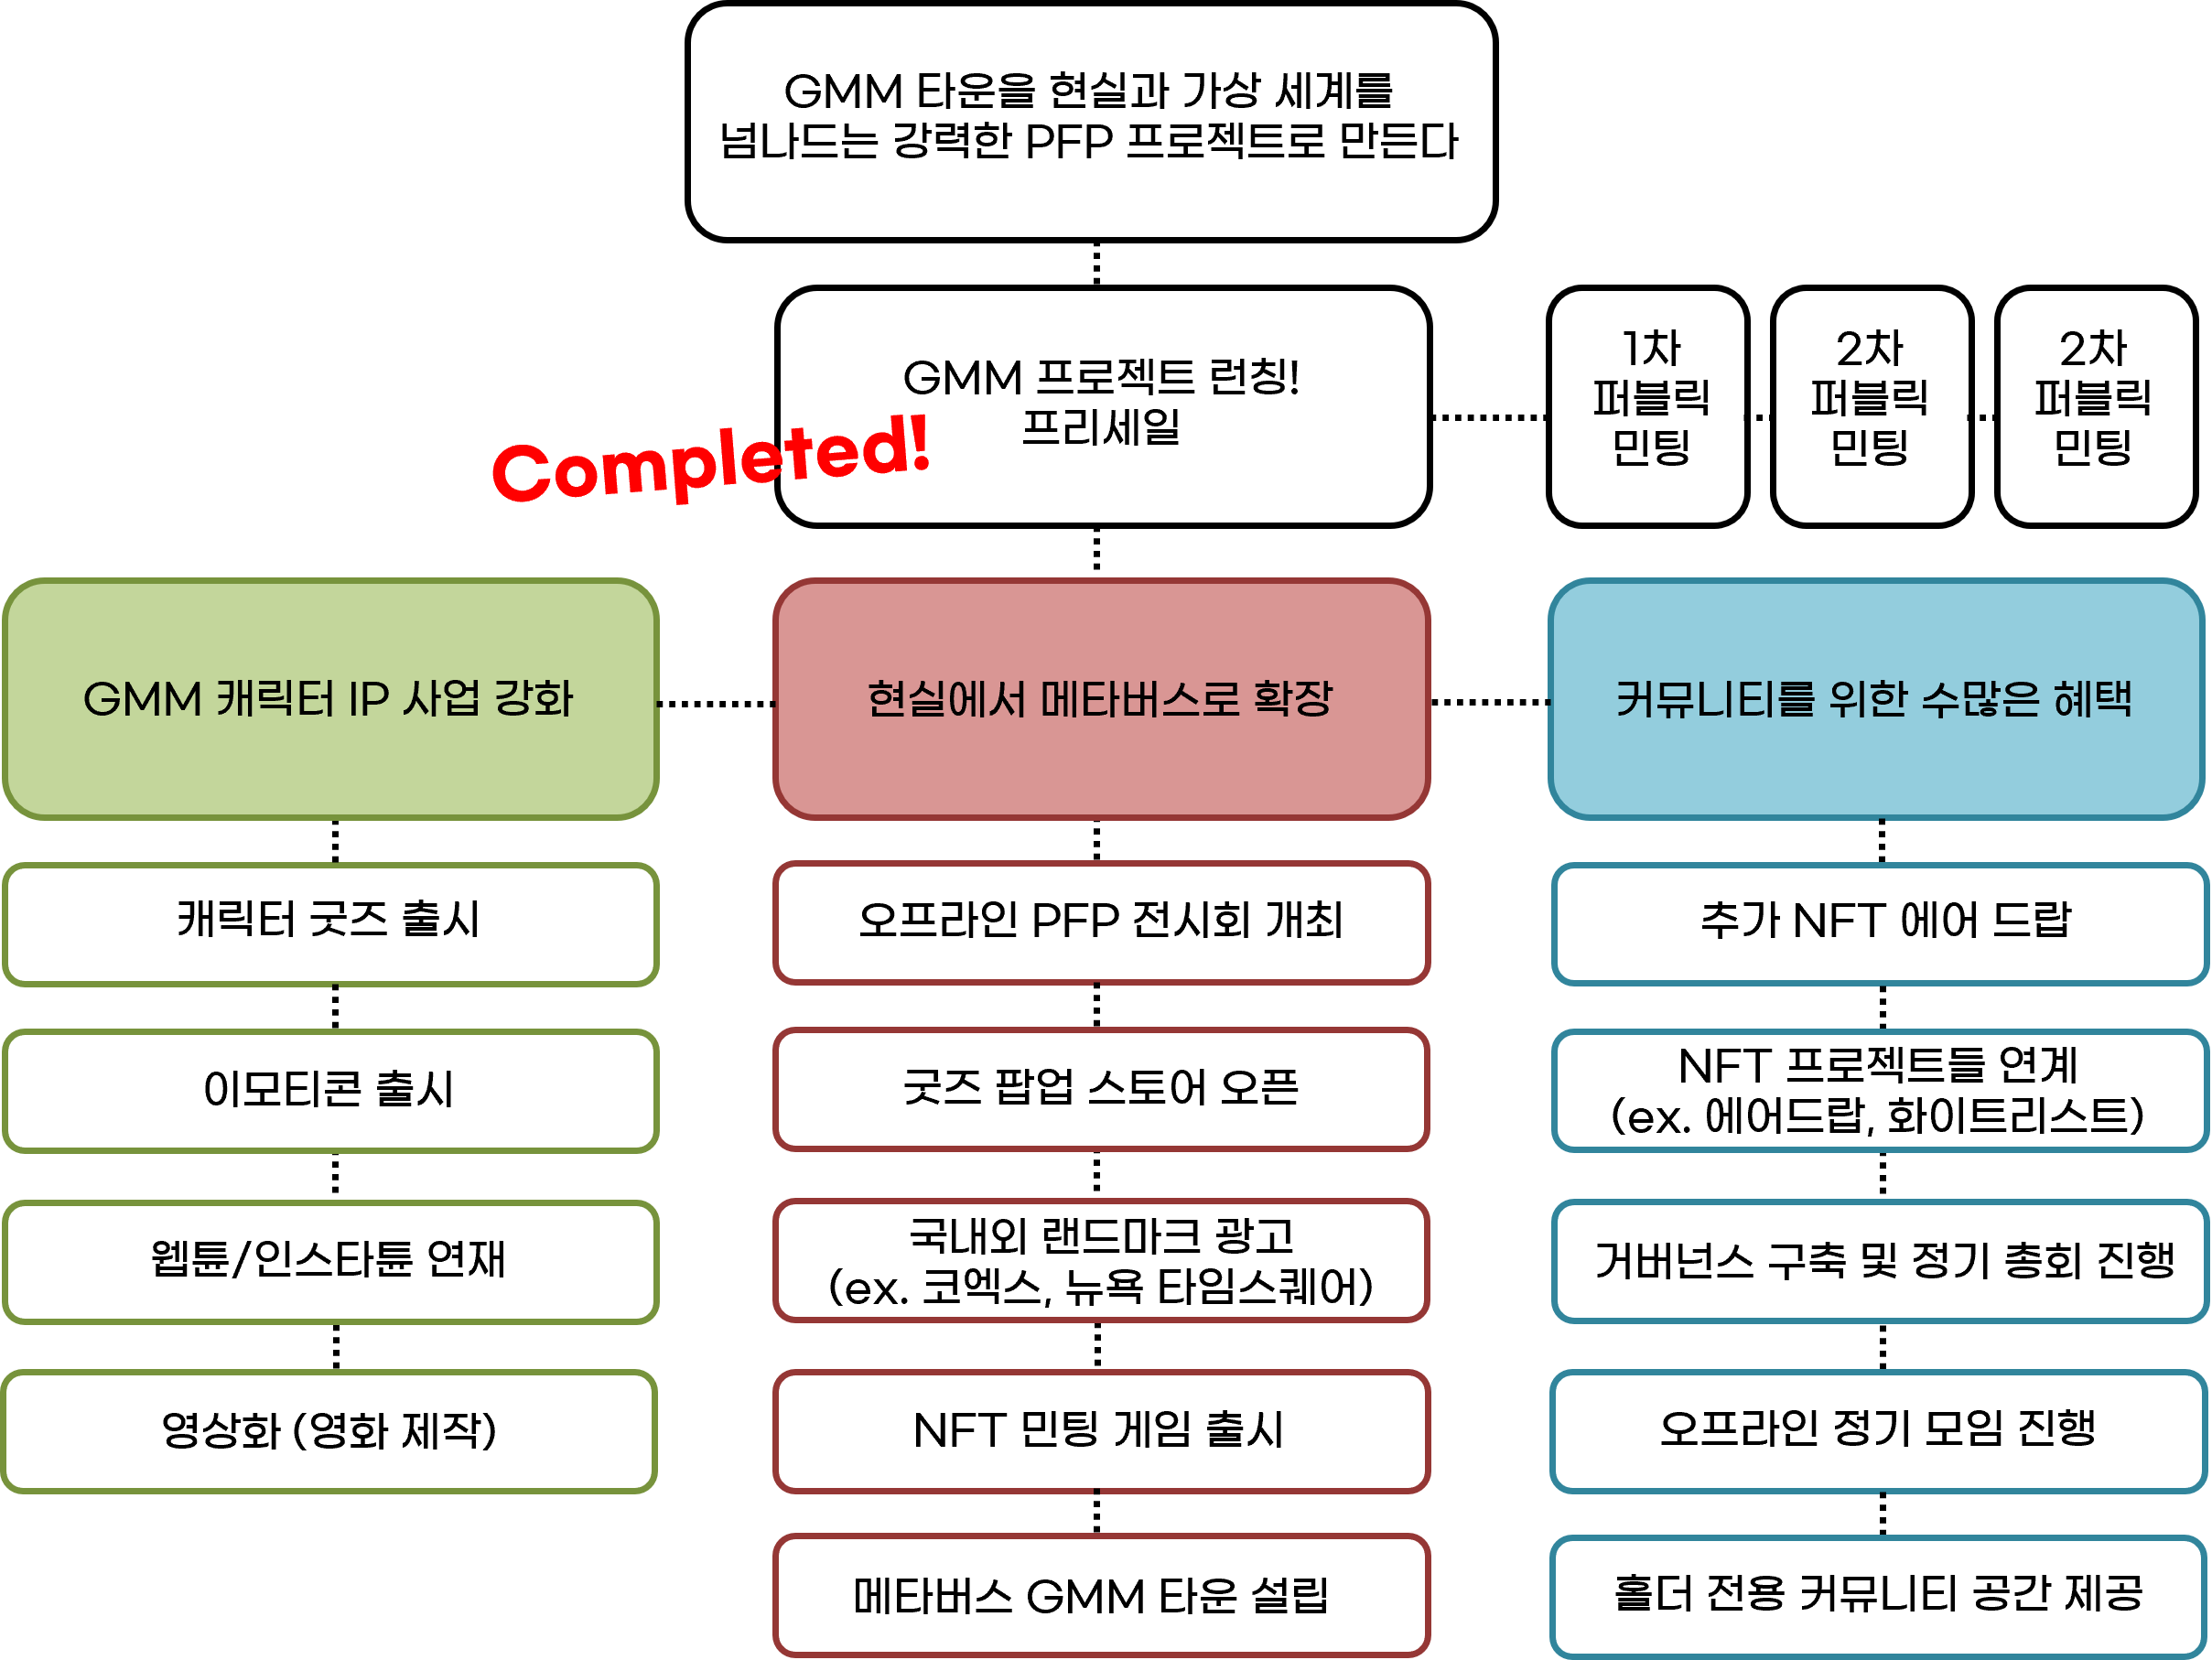 GMM 타운을 현실과 가상 세계를
넘나드는 강력한 PFP 프로젝트로 만든다
GMM 프로젝트 런칭!
프리세일
Completed!
1차
퍼블릭
민팅
2차
퍼블릭
민팅
2차
퍼블릭
민팅
GMM 캐릭터 IP 사업 강화
현실에서 메타버스로 확장
커뮤니티를 위한 수많은 혜택
캐릭터 굿즈 출시
이모티콘 출시
웹툰/인스타툰 연재
영상화 (영화 제작)
오프라인 PFP 전시회 개최
굿즈 팝업 스토어 오픈
국내외 랜드마크 광고
(ex. 코엑스, 뉴욕 타임스퀘어)
NFT 민팅 게임 출시
메타버스 GMM 타운 설립
추가 NFT 에어 드랍
NFT 프로젝트들 연계
(ex. 에어드랍, 화이트리스트)
거버넌스 구축 및 정기 총회 진행
오프라인 정기 모임 진행
홀더 전용 커뮤니티 공간 제공